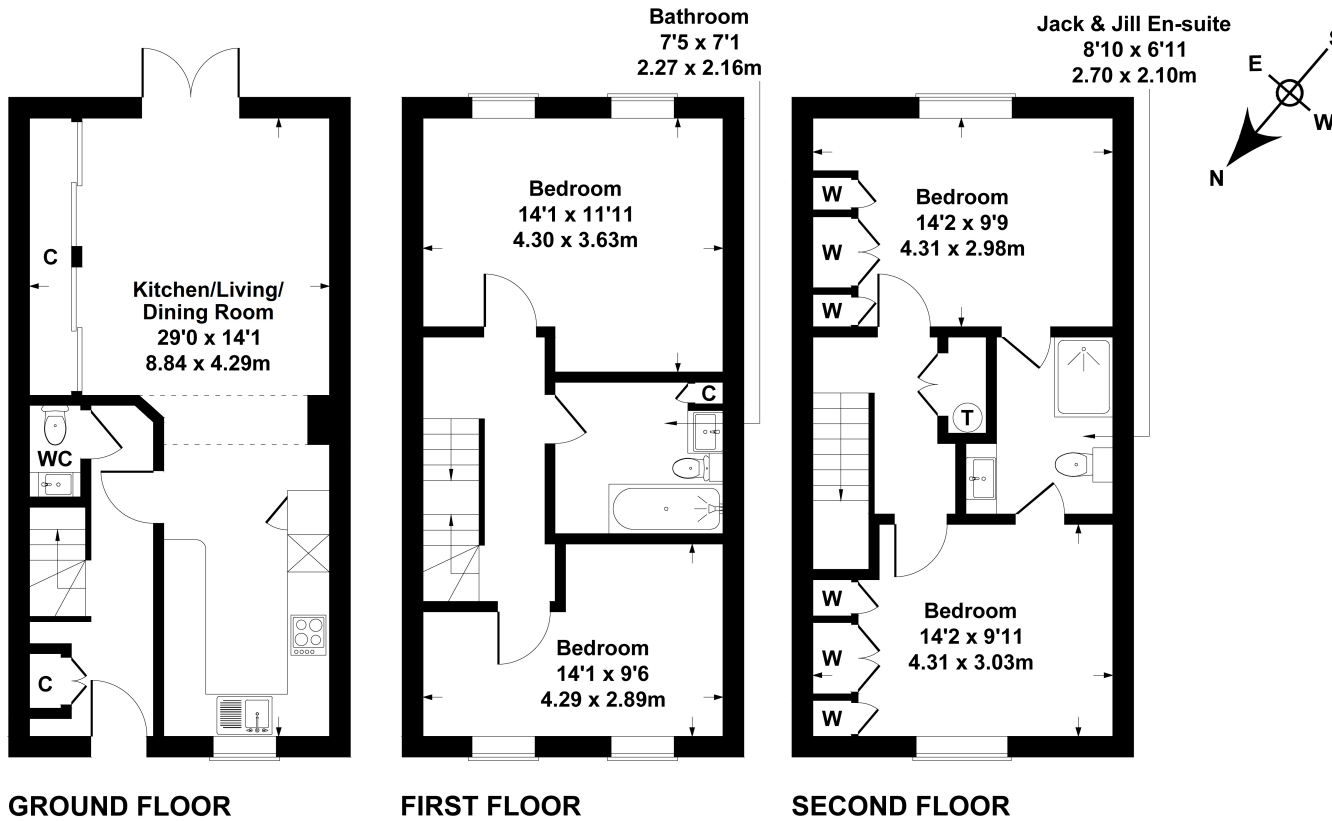 Bathroom
7'5 x 7'1
2.27 x 2.16m
Jack & Jill En-suite
8'10 x 6'11
2.70 x 2.10m
S
E
W
N
C
Kitchen/Living/
Dining Room
29'0 x 14'1
8.84 x 4.29m
WC
C
Bedroom
14'1 x 11'11
4.30 x 3.63m
C
Bedroom
14'1 x 9'6
4.29 x 2.89m
W
W
W
Bedroom
14'2 x 9'9
4.31 x 2.98m
T
W
W
W
Bedroom
14'2 x 9'11
4.31 x 3.03m
GROUND FLOOR
FIRST FLOOR
SECOND FLOOR